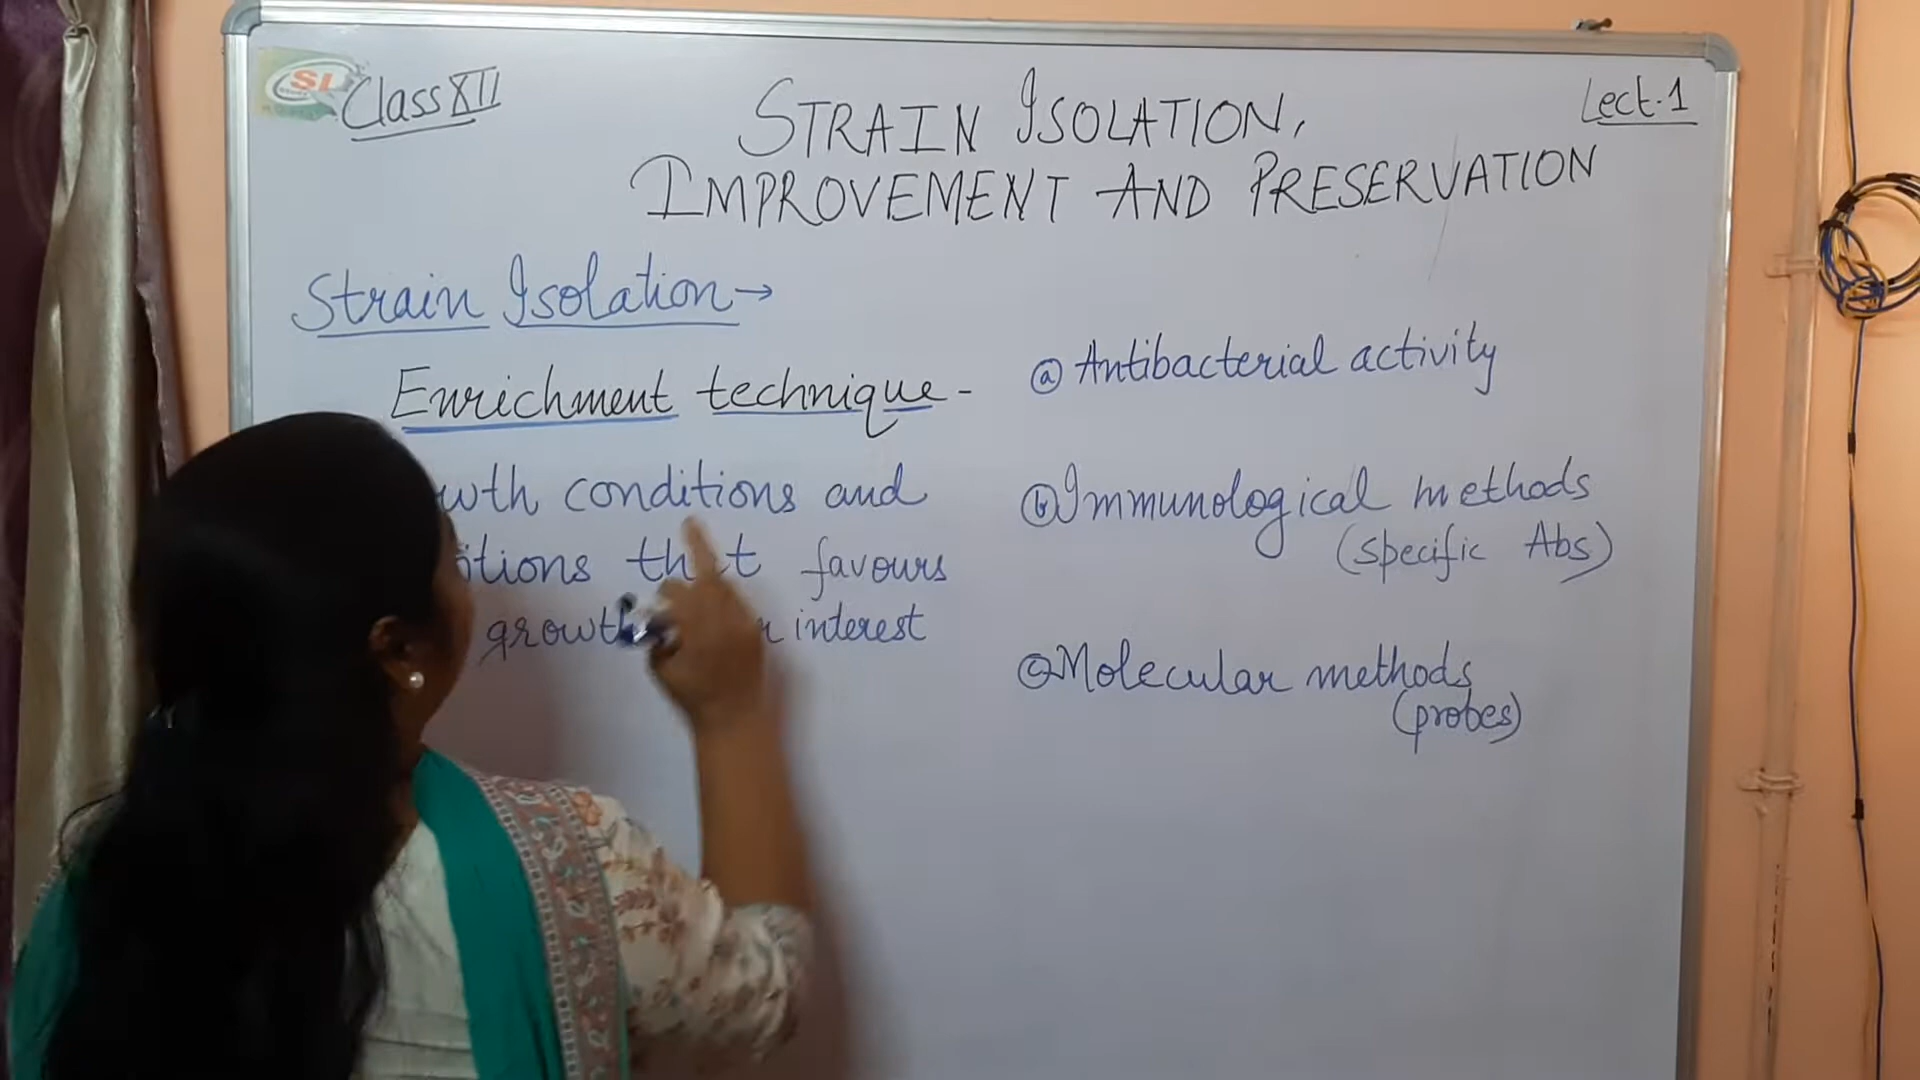 SL
Class XII
Lect. 1
STRAIN ISOLATION,
IMPROVEMENT AND PRESERVATION
Strain Isolation →
Enrichment technique -
conditions and
favours
interest
ⓐ Antibacterial activity
ⓑ Immunological methods
(specific Abs)
ⓒ Molecular methods
(probes)